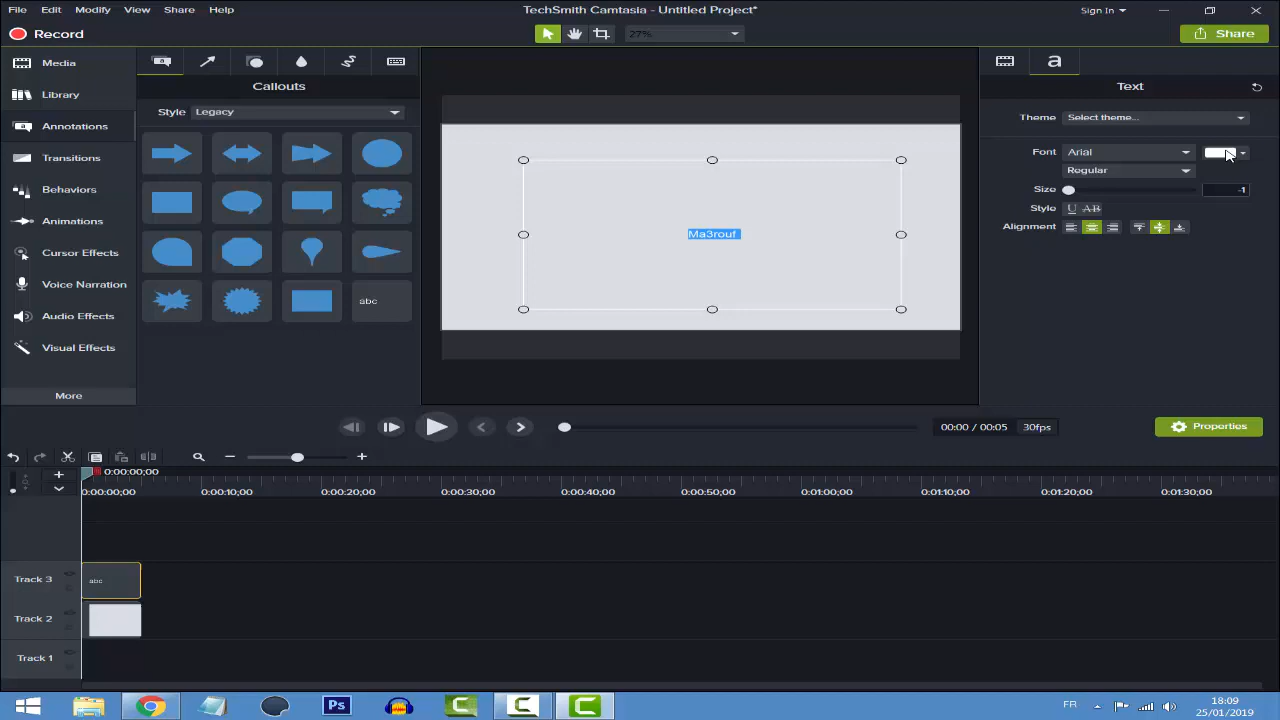 File Edit Modify View Share Help
TechSmith Camtasia - Untitled Project*
Sign In
Record
27%
Share
Media
Library
Annotations
Transitions
Behaviors
Animations
Cursor Effects
Voice Narration
Audio Effects
Visual Effects
More
Callouts
Style Legacy
abc
Ma3rouf
a
Text
Theme Select theme...
Font Arial
Regular
Size -1
Style U AB
Alignment
00:00 / 00:05 30fps
Properties
0:00:00;00
0:00:00;00 0:00:10;00 0:00:20;00 0:00:30;00 0:00:40;00 0:00:50;00 0:01:00;00 0:01:10;00 0:01:20;00 0:01:30;00
Track 3 abc
Track 2
Track 1
Ps
C C C
FR
18:09
25/01/2019